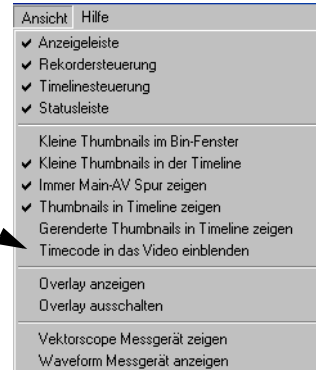 Ansicht Hilfe
Anzeigeleiste
Rekordersteuerung
Timelinesteuerung
Statusleiste
Kleine Thumbnails im Bin-Fenster
Kleine Thumbnails in der Timeline
Immer Main-AV Spur zeigen
Thumbnails in Timeline zeigen
Gerenderte Thumbnails in Timeline zeigen
Timecode in das Video einblenden
Overlay anzeigen
Overlay ausschalten
Vektorscope Messgerät zeigen
Waveform Messgerät anzeigen